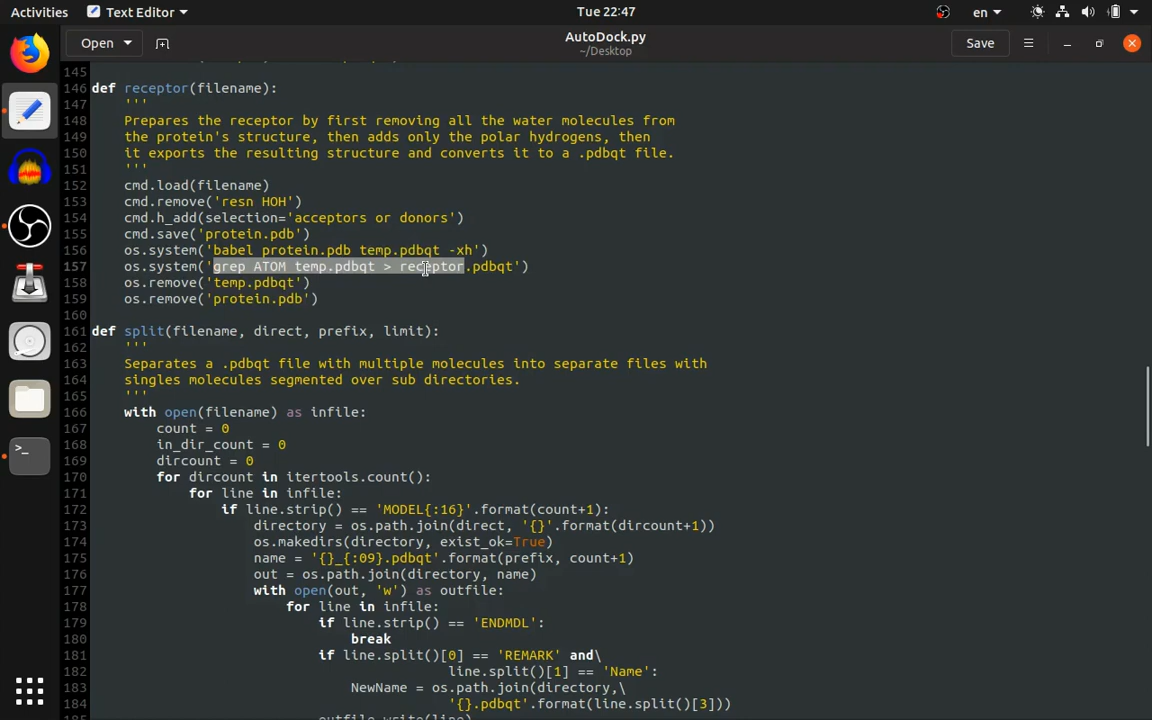 Activities Text Editor Tue 22:47 en
Open AutoDock.py Save
~/Desktop
145
146 def receptor(filename):
147 '''
148 Prepares the receptor by first removing all the water molecules from
149 the protein's structure, then adds only the polar hydrogens, then
150 it exports the resulting structure and converts it to a .pdbqt file.
151 '''
152 cmd.load(filename)
153 cmd.remove('resn HOH')
154 cmd.h_add(selection='acceptors or donors')
155 cmd.save('protein.pdb')
156 os.system('babel protein.pdb temp.pdbqt -xh')
157 os.system('grep ATOM temp.pdbqt > receptor.pdbqt')
158 os.remove('temp.pdbqt')
159 os.remove('protein.pdb')
160
161 def split(filename, direct, prefix, limit):
162 '''
163 Separates a .pdbqt file with multiple molecules into separate files with
164 singles molecules segmented over sub directories.
165 '''
166 with open(filename) as infile:
167 count = 0
168 in_dir_count = 0
169 dircount = 0
170 for dircount in itertools.count():
171 for line in infile:
172 if line.strip() == 'MODEL{:16}'.format(count+1):
173 directory = os.path.join(direct, '{}'.format(dircount+1))
174 os.makedirs(directory, exist_ok=True)
175 name = '{}_{:09}.pdbqt'.format(prefix, count+1)
176 out = os.path.join(directory, name)
177 with open(out, 'w') as outfile:
178 for line in infile:
179 if line.strip() == 'ENDMDL':
180 break
181 if line.split()[0] == 'REMARK' and\
182 line.split()[1] == 'Name':
183 NewName = os.path.join(directory,\
184 '{}.pdbqt'.format(line.split()[3]))
185 outfile.write(line)